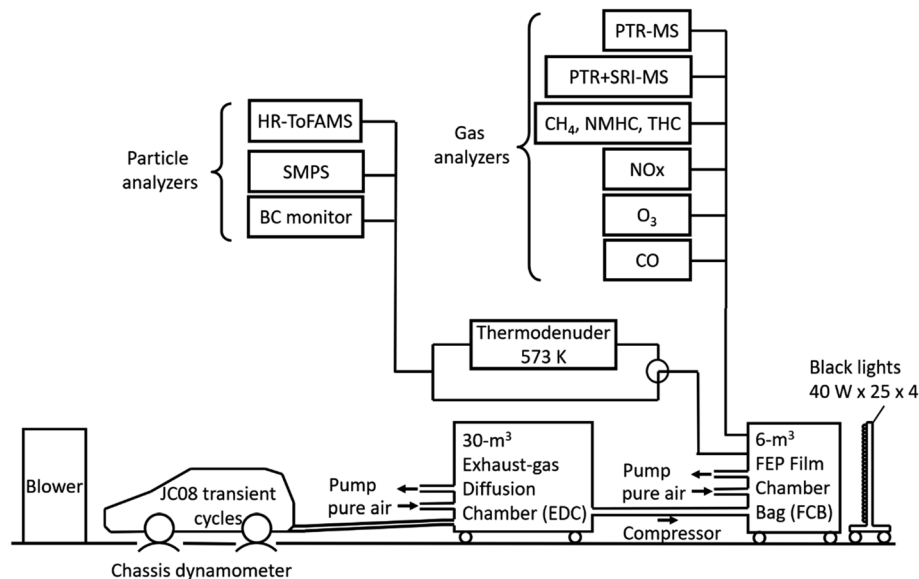 PTR-MS
PTR+SRI-MS
CH₄, NMHC, THC
NOx
O₃
CO
Gas
analyzers
HR-ToFAMS
SMPS
BC monitor
Particle
analyzers
Thermodenuder
573 K
Black lights
40 W x 25 x 4
Blower
JC08 transient
cycles
Chassis dynamometer
Pump
pure air
30-m³
Exhaust-gas
Diffusion
Chamber (EDC)
Compressor
Pump
pure air
6-m³
FEP Film
Chamber
Bag (FCB)